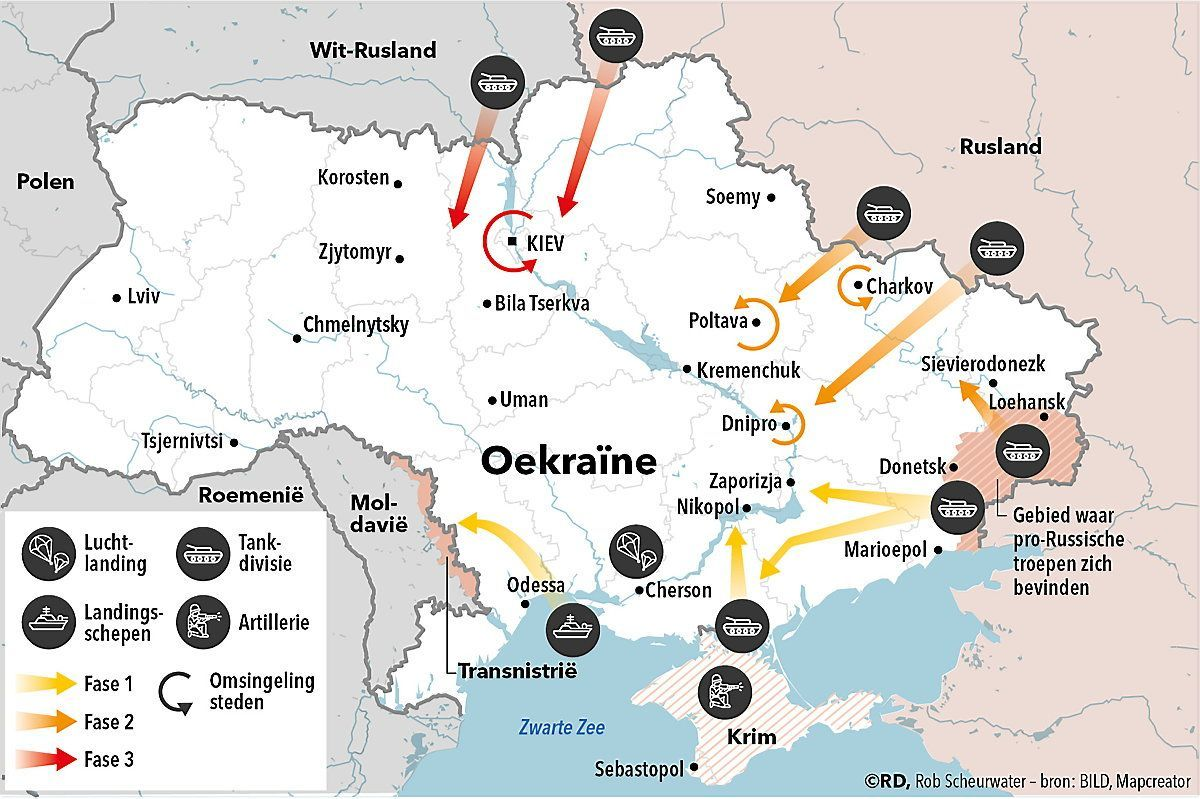 Wit-Rusland
Rusland
Polen
Korosten
Soemy
Zjytomyr
KIEV
Lviv
Bila Tserkva
Charkov
Chmelnytsky
Poltava
Kremenchuk
Sievierodonezk
Uman
Loehansk
Dnipro
Tsjernivtsi
Oekraïne
Donetsk
Zaporizja
Roemenië
Mol-
davië
Nikopol
Gebied waar
pro-Russische
troepen zich
bevinden
Marioepol
Odessa
Cherson
Transnistrië
Zwarte Zee
Krim
Sebastopol
Lucht-
landing
Tank-
divisie
Landings-
schepen
Artillerie
Fase 1
Omsingeling
steden
Fase 2
Fase 3
©RD, Rob Scheurwater – bron: BILD, Mapcreator